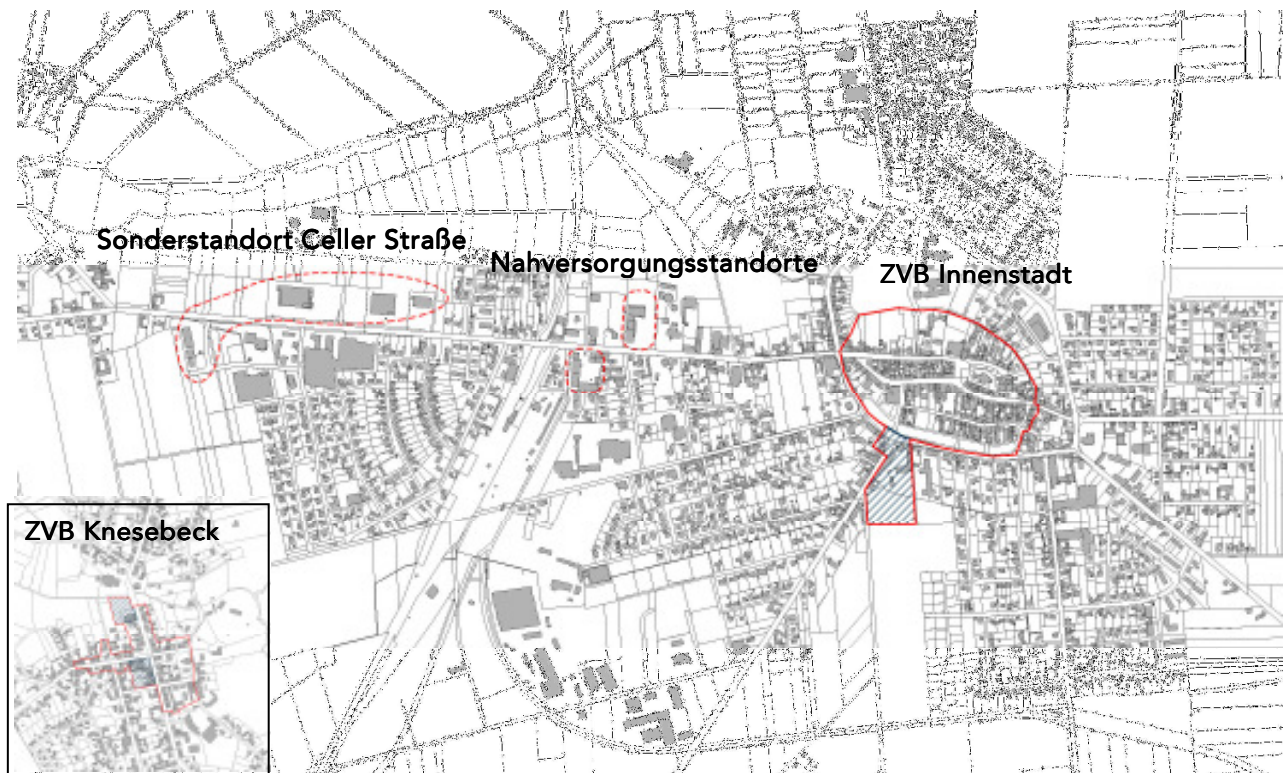 Sonderstandort Celler Straße
Nahversorgungsstandorte
ZVB Innenstadt
ZVB Knesebeck